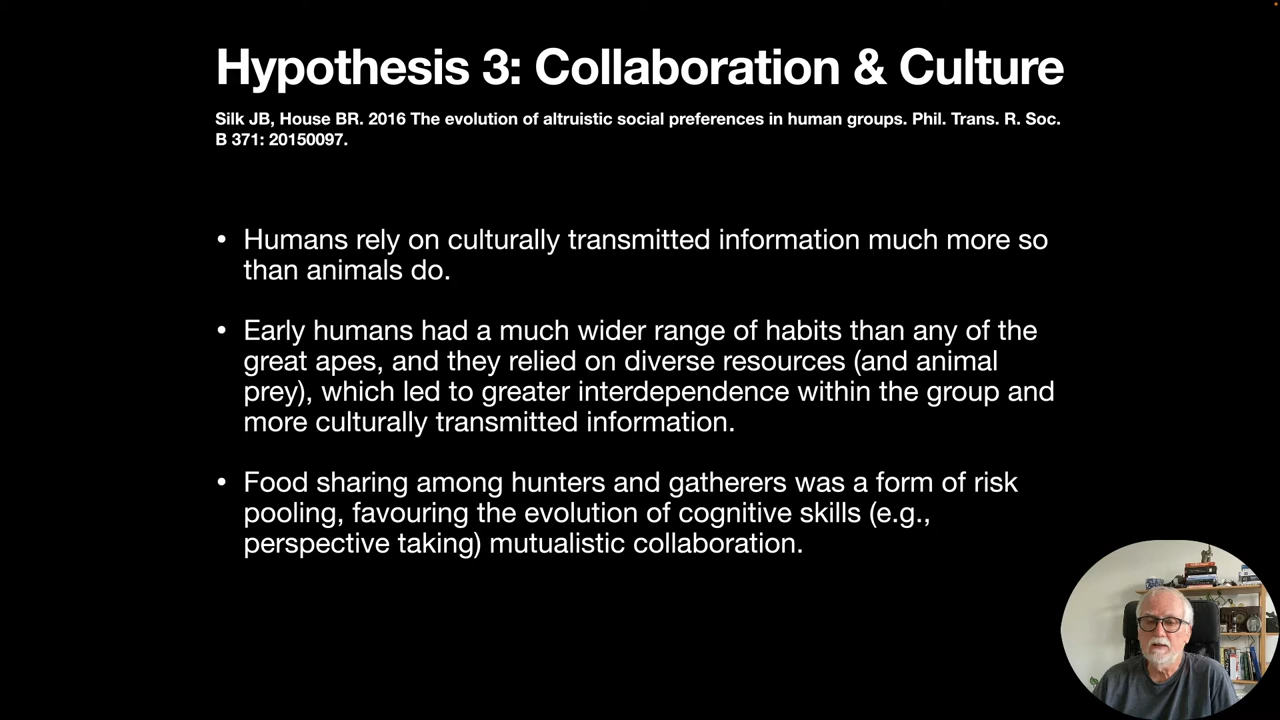 Hypothesis 3: Collaboration & Culture
Silk JB, House BR. 2016 The evolution of altruistic social preferences in human groups. Phil. Trans. R. Soc.
B 371: 20150097.
• Humans rely on culturally transmitted information much more so
than animals do.
• Early humans had a much wider range of habits than any of the
great apes, and they relied on diverse resources (and animal
prey), which led to greater interdependence within the group and
more culturally transmitted information.
• Food sharing among hunters and gatherers was a form of risk
pooling, favouring the evolution of cognitive skills (e.g.,
perspective taking) mutualistic collaboration.